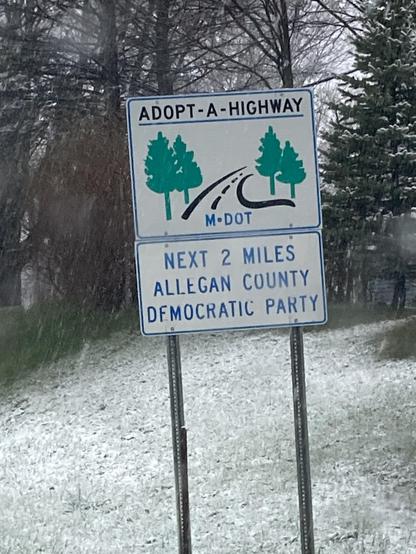 ADOPT-A-HIGHWAY
M•DOT
NEXT 2 MILES
ALLEGAN COUNTY
DEMOCRATIC PARTY